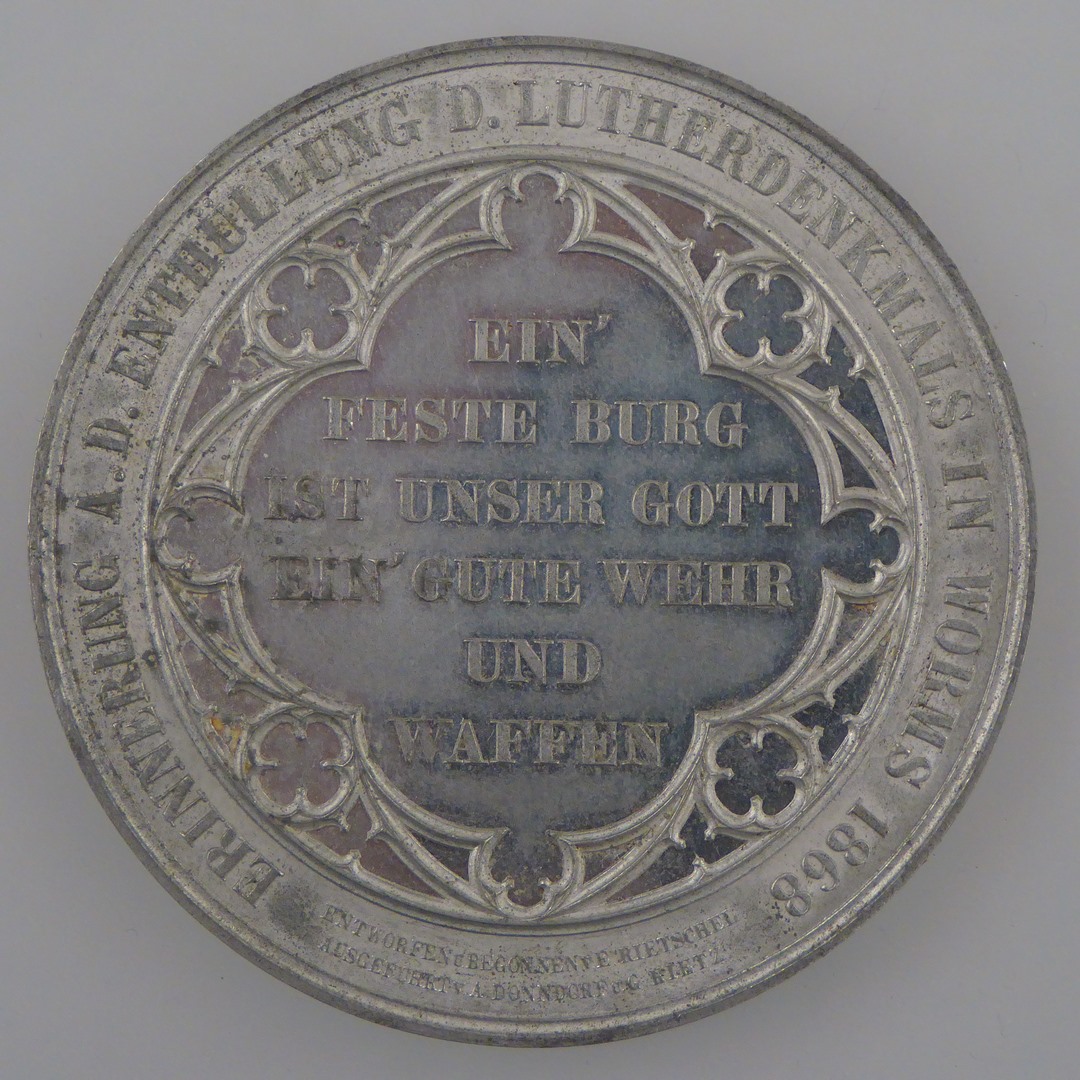 ERINNERUNG A. D. ENTHÜLLUNG D. LUTHERDENKMALS IN WORMS 1868
EIN'
FESTE BURG
IST UNSER GOTT
EIN' GUTE WEHR
UND
WAFFEN
ENTWORFEN U BEGONNEN V E RIETSCHEL
AUSGEFÜHRT V. A. DONNDORF U. G KIETZ.